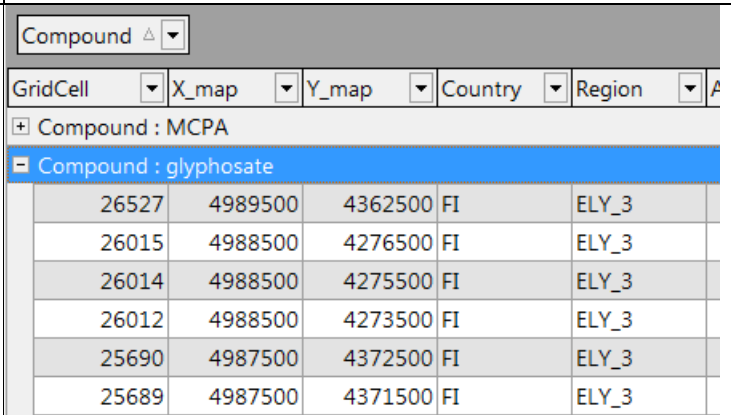 Compound
GridCell X_map Y_map Country Region A
Compound : MCPA
Compound : glyphosate
26527 4989500 4362500 FI ELY_3
26015 4988500 4276500 FI ELY_3
26014 4988500 4275500 FI ELY_3
26012 4988500 4273500 FI ELY_3
25690 4987500 4372500 FI ELY_3
25689 4987500 4371500 FI ELY_3